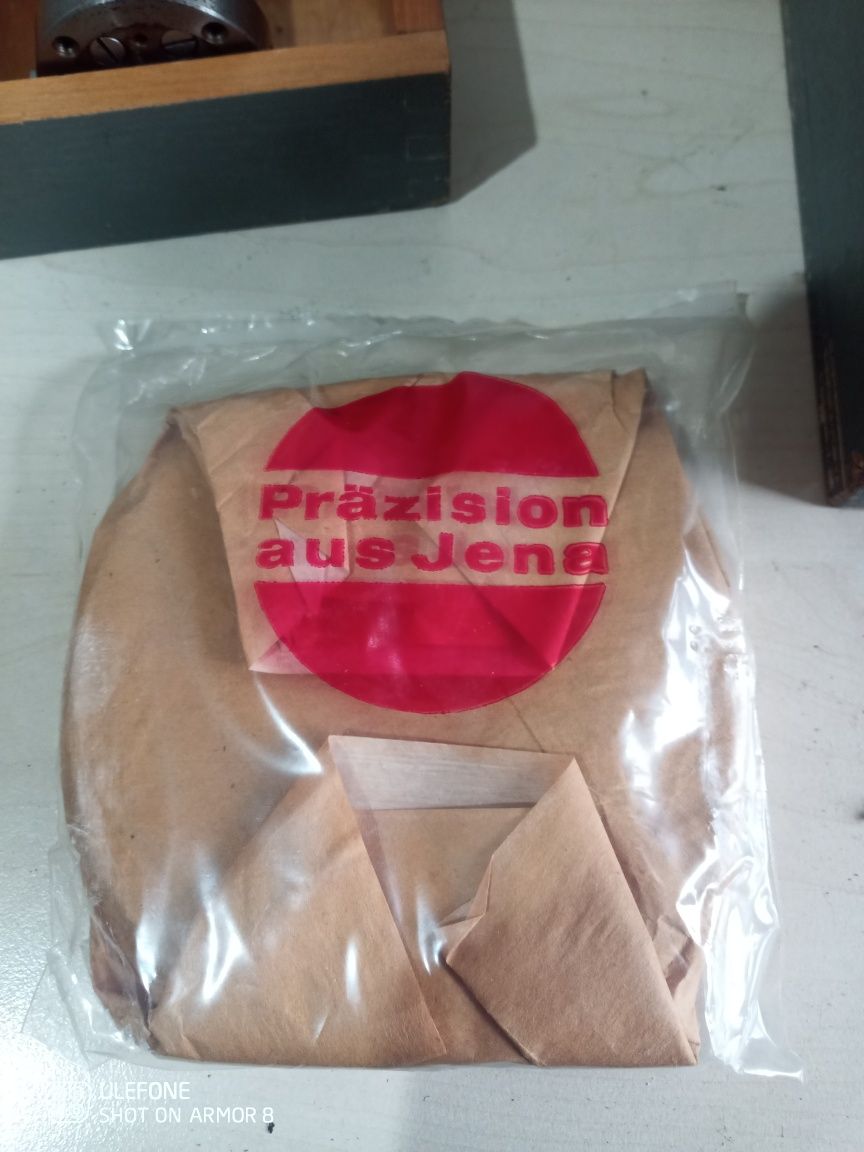 Präzision
aus Jena
ULEFONE
SHOT ON ARMOR 8